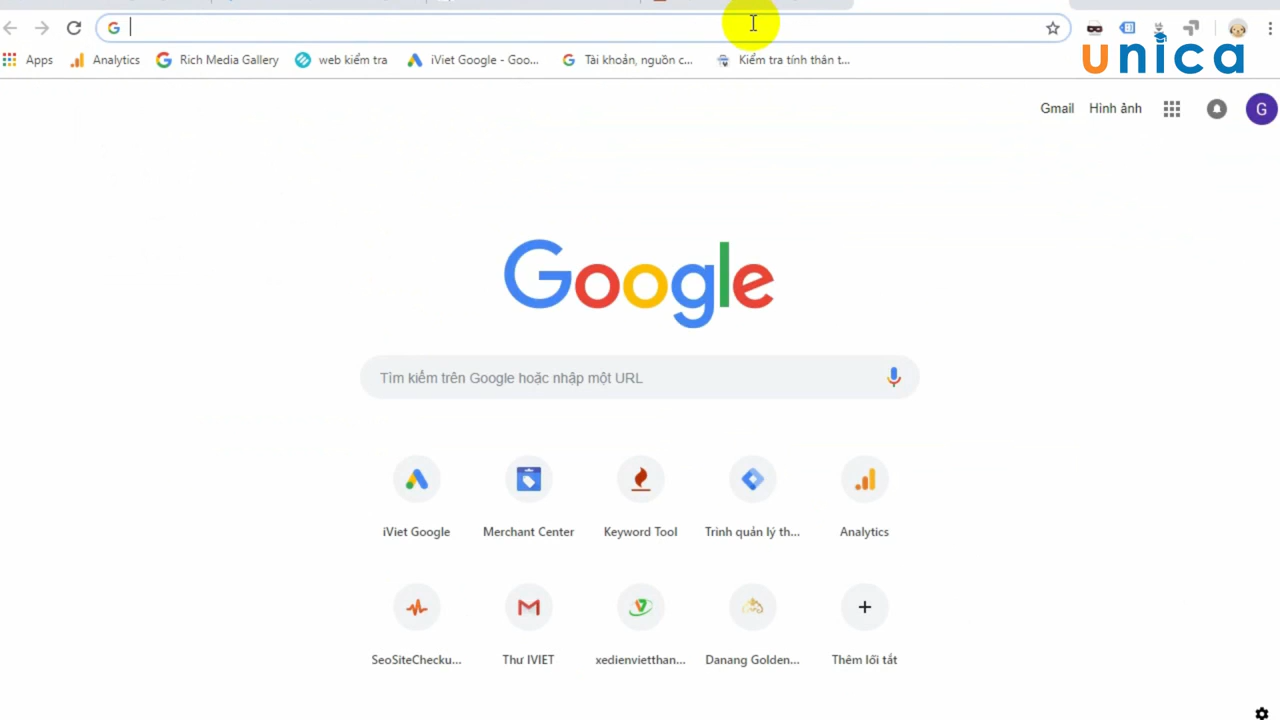 unica
Apps Analytics Rich Media Gallery web kiểm tra iViet Google - Goo... Tài khoản, nguồn c... Kiểm tra tính thân t...
Gmail Hình ảnh G
Google
Tìm kiếm trên Google hoặc nhập một URL
iViet Google Merchant Center Keyword Tool Trình quản lý th... Analytics
SeoSiteChecku... Thư IVIET xedienvietthan... Danang Golden... Thêm lối tắt